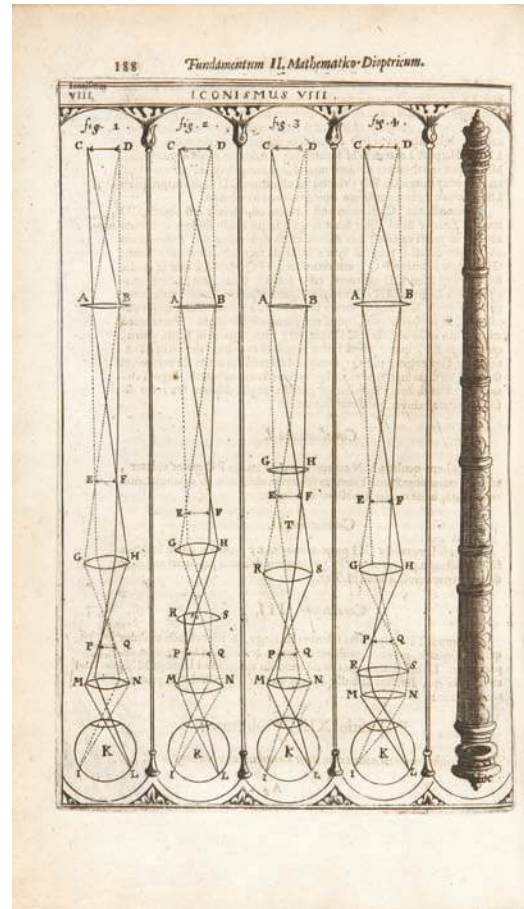 188 Fundamentum II. Mathematico-Dioptricum.
VIII. ICONISMUS VIII.
fig. 1 fig. 2 fig. 3 fig. 4.
C D C D C D C D
A B A B A B A B
G H
E F E F E F E F
T
G H G H R S G H
R S
P Q P Q P Q P Q
R S
M N M N M N M N
K K K K
I L I L I L I L